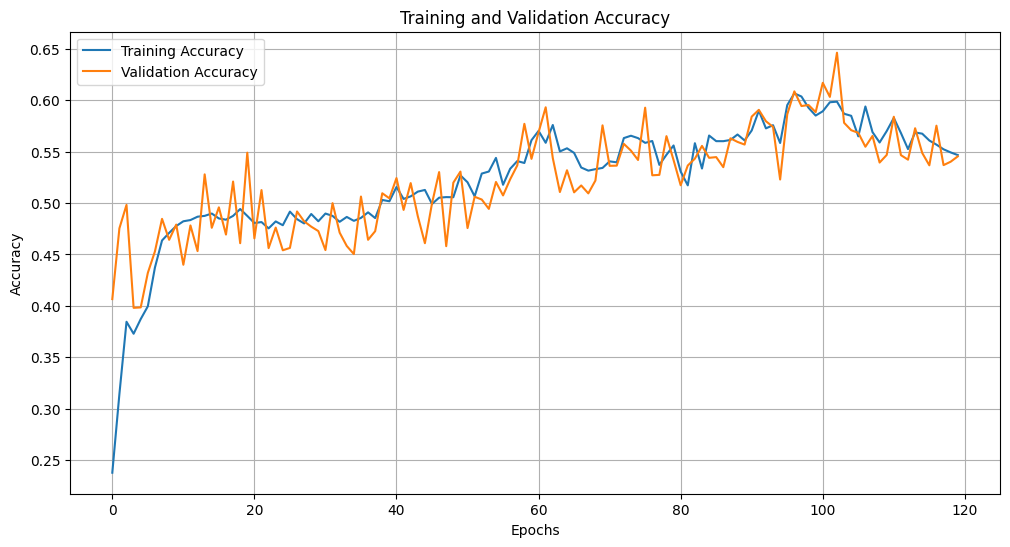 Training and Validation Accuracy
Training Accuracy
Validation Accuracy
Accuracy
0.65
0.60
0.55
0.50
0.45
0.40
0.35
0.30
0.25
0 20 40 60 80 100 120
Epochs